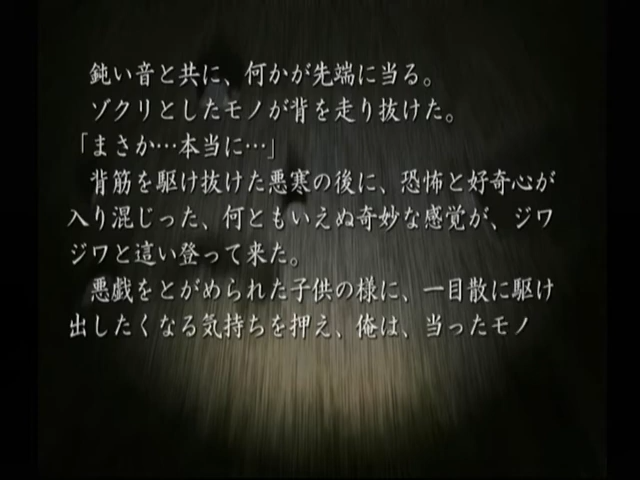 鈍い音と共に、何かが先端に当る。
ゾクリとしたモノが背を走り抜けた。
「まさか…本当に…」
背筋を駆け抜けた悪寒の後に、恐怖と好奇心が
入り混じった、何ともいえぬ奇妙な感覚が、ジワ
ジワと這い登って来た。
悪戯をとがめられた子供の様に、一目散に駆け
出したくなる気持ちを押え、俺は、当ったモノ